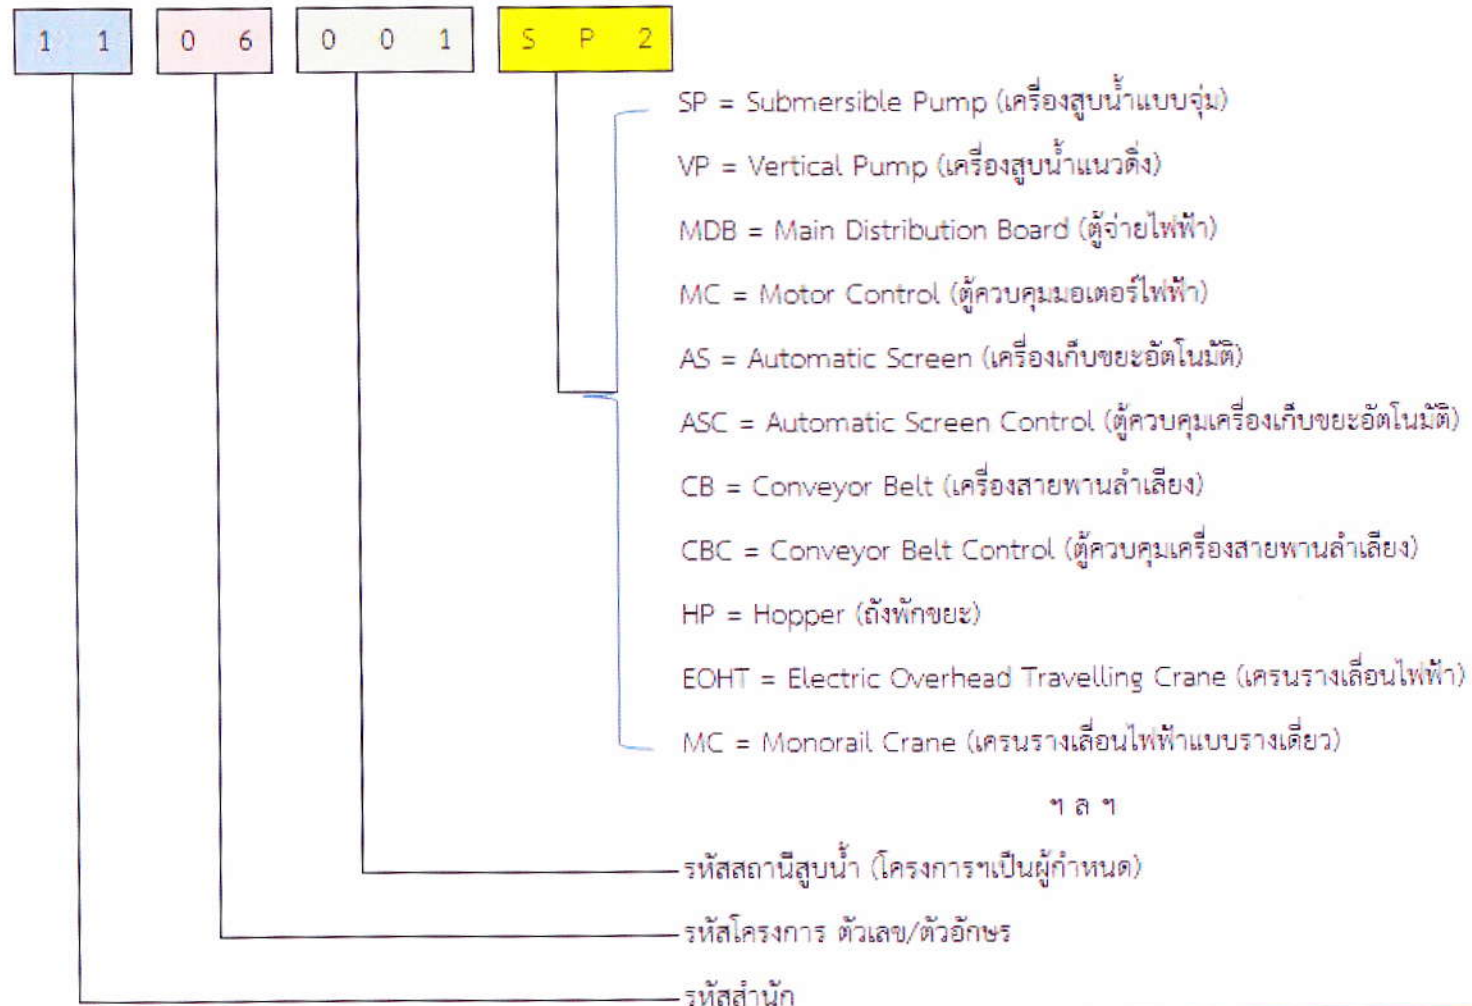 1 1 0 6 0 0 1 S P 2
SP = Submersible Pump (เครื่องสูบน้ำแบบจุ่ม)
VP = Vertical Pump (เครื่องสูบน้ำแนวดิ่ง)
MDB = Main Distribution Board (ตู้จ่ายไฟฟ้า)
MC = Motor Control (ตู้ควบคุมมอเตอร์ไฟฟ้า)
AS = Automatic Screen (เครื่องเก็บขยะอัตโนมัติ)
ASC = Automatic Screen Control (ตู้ควบคุมเครื่องเก็บขยะอัตโนมัติ)
CB = Conveyor Belt (เครื่องสายพานลำเลียง)
CBC = Conveyor Belt Control (ตู้ควบคุมเครื่องสายพานลำเลียง)
HP = Hopper (ถังพักขยะ)
EOHT = Electric Overhead Travelling Crane (เครนรางเลื่อนไฟฟ้า)
MC = Monorail Crane (เครนรางเลื่อนไฟฟ้าแบบรางเดี่ยว)
ฯ ล ฯ
รหัสสถานีสูบน้ำ (โครงการฯเป็นผู้กำหนด)
รหัสโครงการ ตัวเลข/ตัวอักษร
รหัสสำนัก